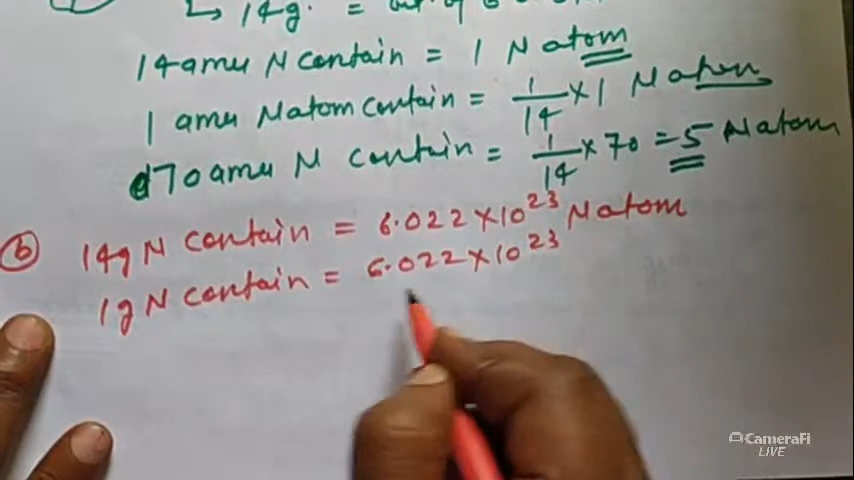 ↳ 14g. =
14 amu N contain = 1 N atom
1 amu N atom contain = 1/14 × 1 N atom
70 amu N contain = 1/14 × 70 = 5 N atom
(b) 14g N contain = 6.022 × 10²³ N atom
1g N contain = 6.022 × 10²³
CameraFi
LIVE